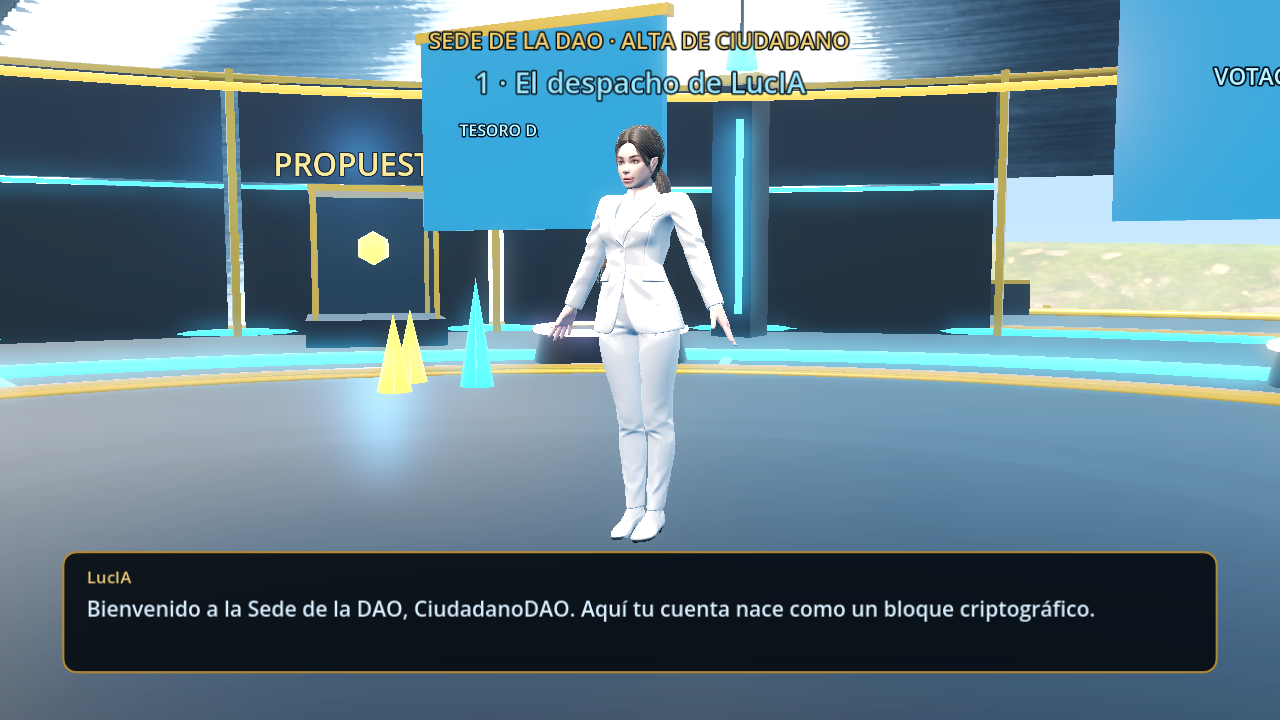 SEDE DE LA DAO · ALTA DE CIUDADANO
1 · El despacho de LucIA
VOTAC
TESORO D
PROPUEST
LucIA
Bienvenido a la Sede de la DAO, CiudadanoDAO. Aquí tu cuenta nace como un bloque criptográfico.